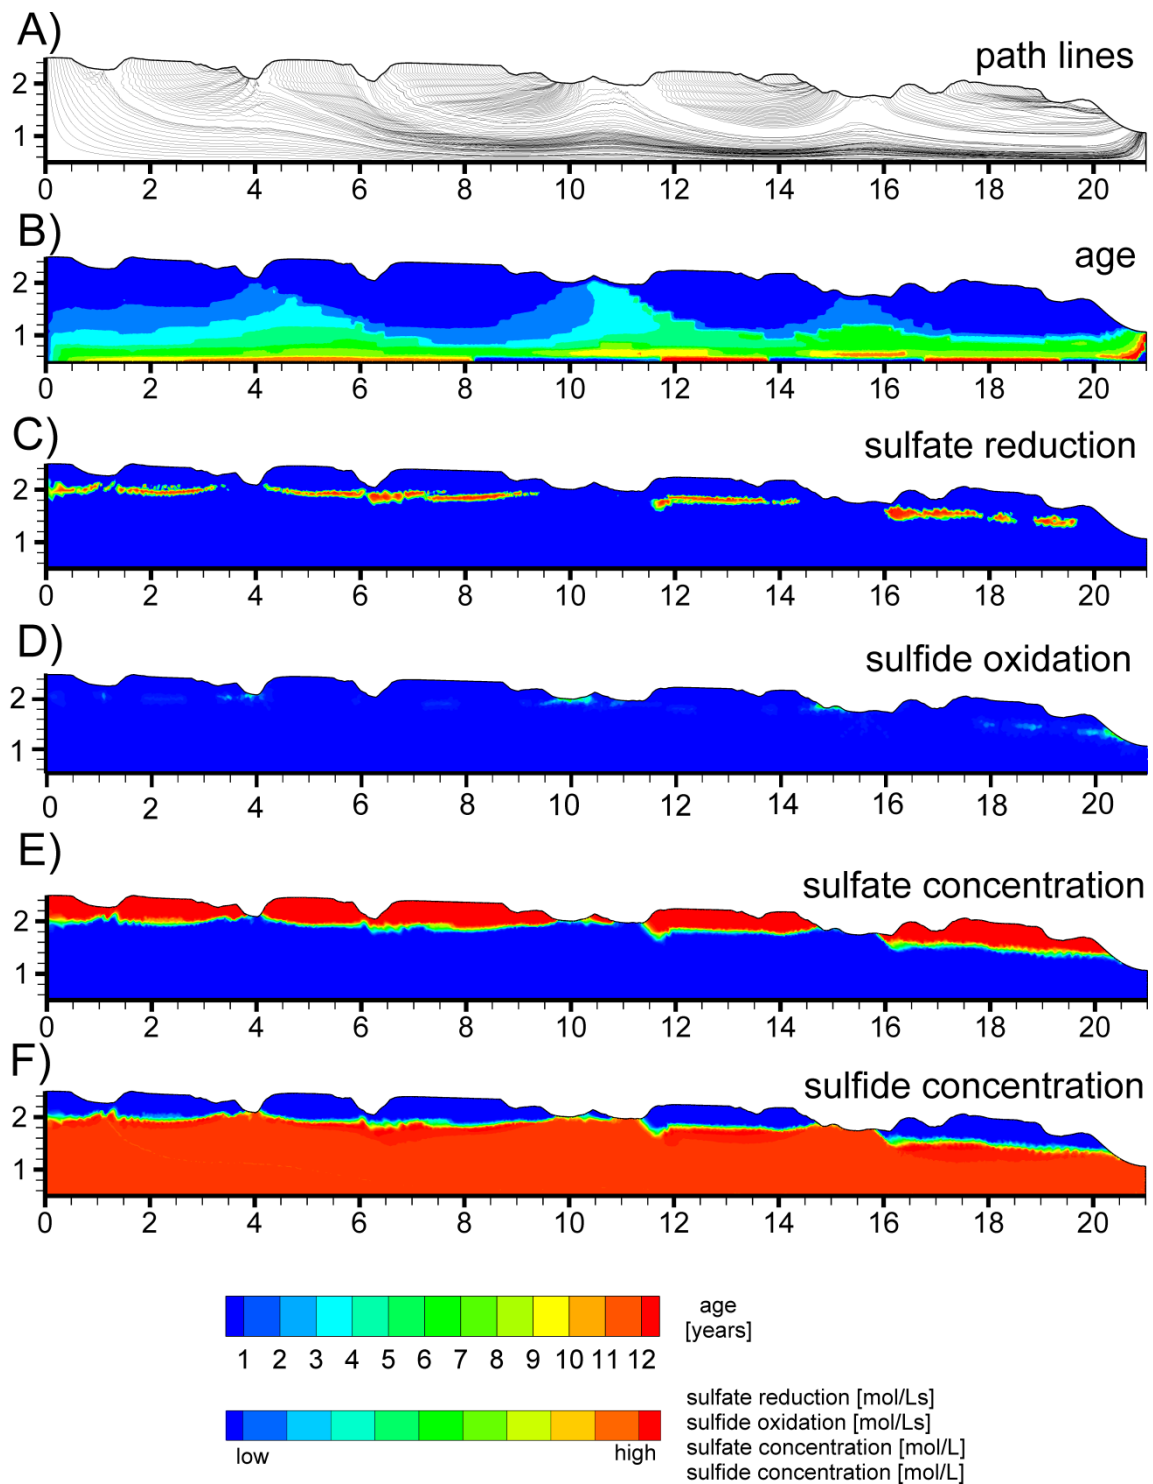 A)
path lines
2
1
0 2 4 6 8 10 12 14 16 18 20
B)
age
2
1
0 2 4 6 8 10 12 14 16 18 20
C)
sulfate reduction
2
1
0 2 4 6 8 10 12 14 16 18 20
D)
sulfide oxidation
2
1
0 2 4 6 8 10 12 14 16 18 20
E)
sulfate concentration
2
1
0 2 4 6 8 10 12 14 16 18 20
F)
sulfide concentration
2
1
0 2 4 6 8 10 12 14 16 18 20
age
[years]
1 2 3 4 5 6 7 8 9 10 11 12
sulfate reduction [mol/Ls]
sulfide oxidation [mol/Ls]
sulfate concentration [mol/L]
sulfide concentration [mol/L]
low high